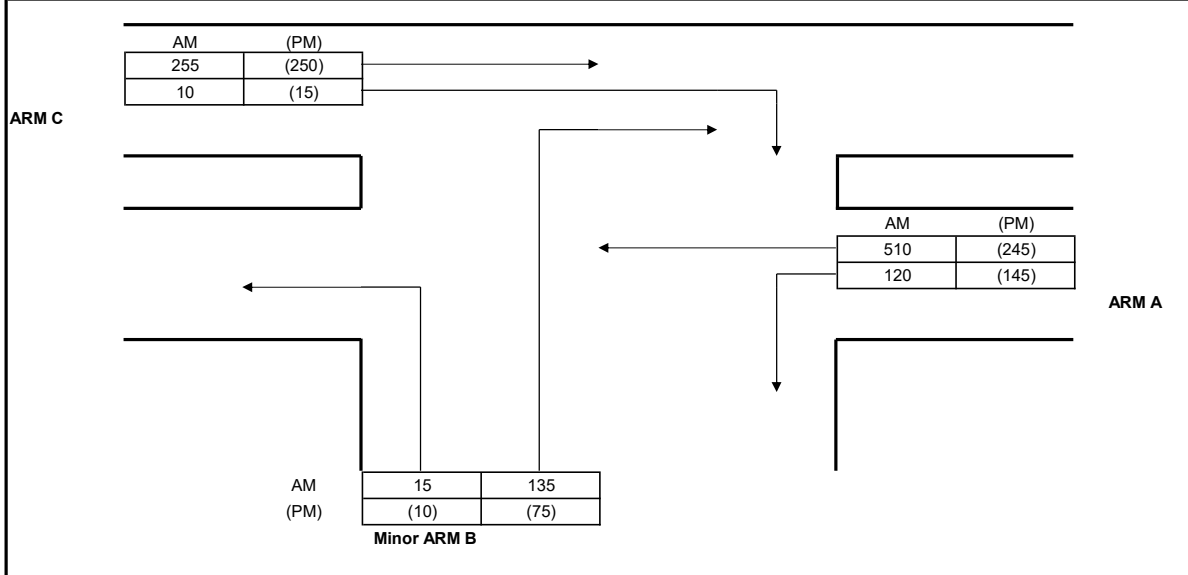 AM (PM)
255 (250)
10 (15)
ARM C
AM (PM)
510 (245)
120 (145)
ARM A
AM 15 135
(PM) (10) (75)
Minor ARM B